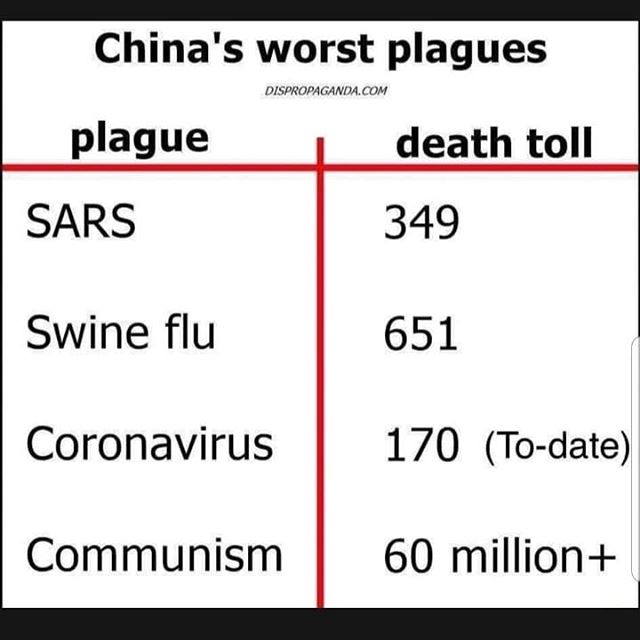 China's worst plagues
DISPROPAGANDA.COM
plague death toll
SARS 349
Swine flu 651
Coronavirus 170 (To-date)
Communism 60 million+